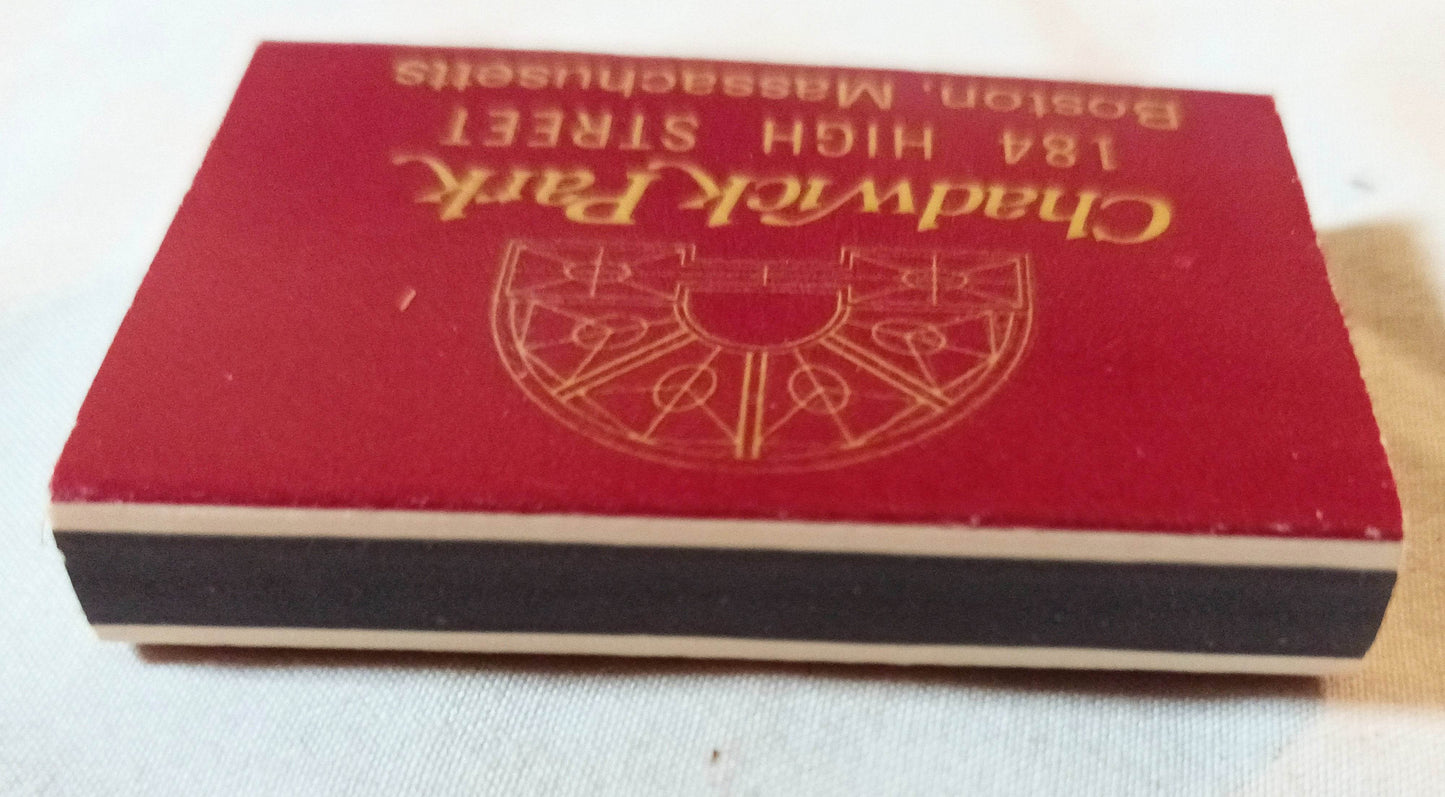 Chadwick Park
184 HIGH STREET
Boston, Massachusetts